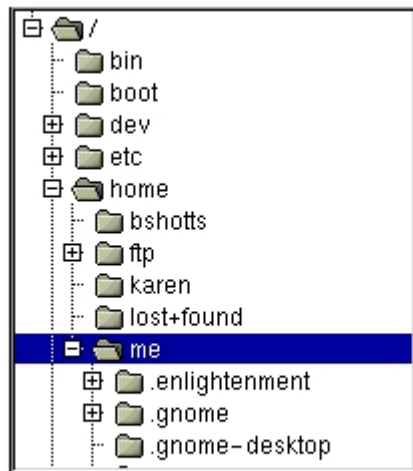 /
bin
boot
dev
etc
home
bshotts
ftp
karen
lost+found
me
.enlightenment
.gnome
.gnome-desktop